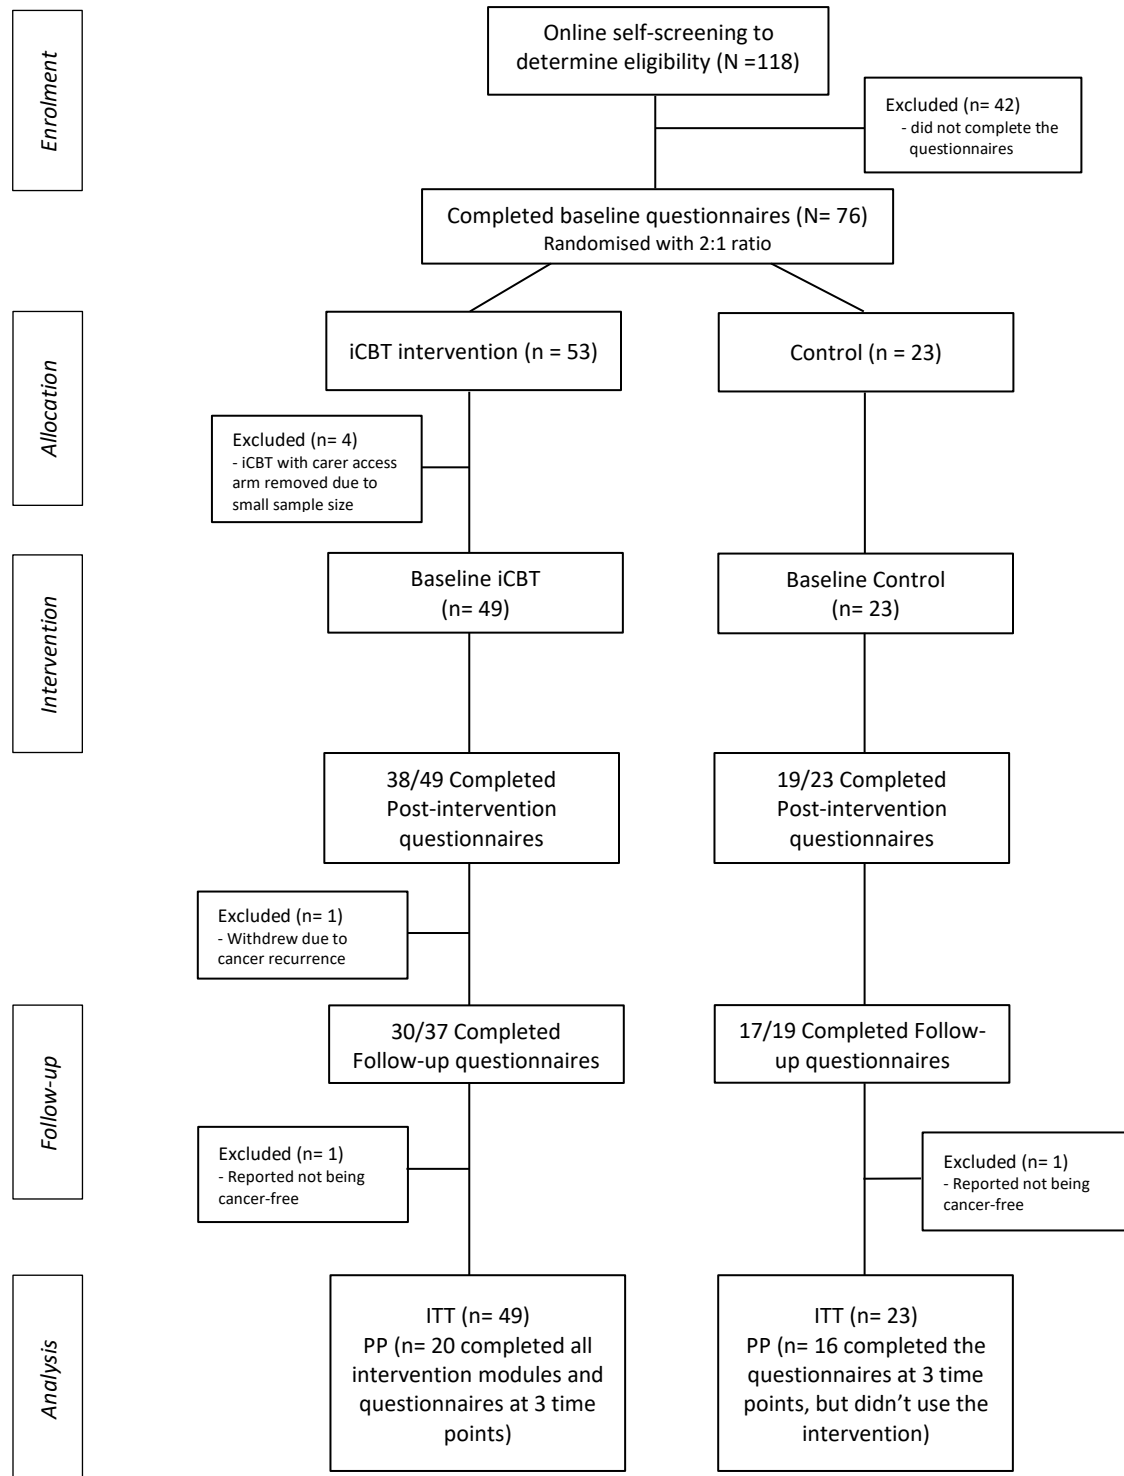 Enrolment
Online self-screening to
determine eligibility (N =118)
Excluded (n= 42)
- did not complete the
questionnaires
Completed baseline questionnaires (N= 76)
Randomised with 2:1 ratio
Allocation
iCBT intervention (n = 53)
Control (n = 23)
Excluded (n= 4)
- iCBT with carer access
arm removed due to
small sample size
Intervention
Baseline iCBT
(n= 49)
Baseline Control
(n= 23)
38/49 Completed
Post-intervention
questionnaires
19/23 Completed
Post-intervention
questionnaires
Excluded (n= 1)
- Withdrew due to
cancer recurrence
Follow-up
30/37 Completed
Follow-up questionnaires
17/19 Completed Follow-
up questionnaires
Excluded (n= 1)
- Reported not being
cancer-free
Excluded (n= 1)
- Reported not being
cancer-free
Analysis
ITT (n= 49)
PP (n= 20 completed all
intervention modules and
questionnaires at 3 time
points)
ITT (n= 23)
PP (n= 16 completed the
questionnaires at 3 time
points, but didn’t use the
intervention)